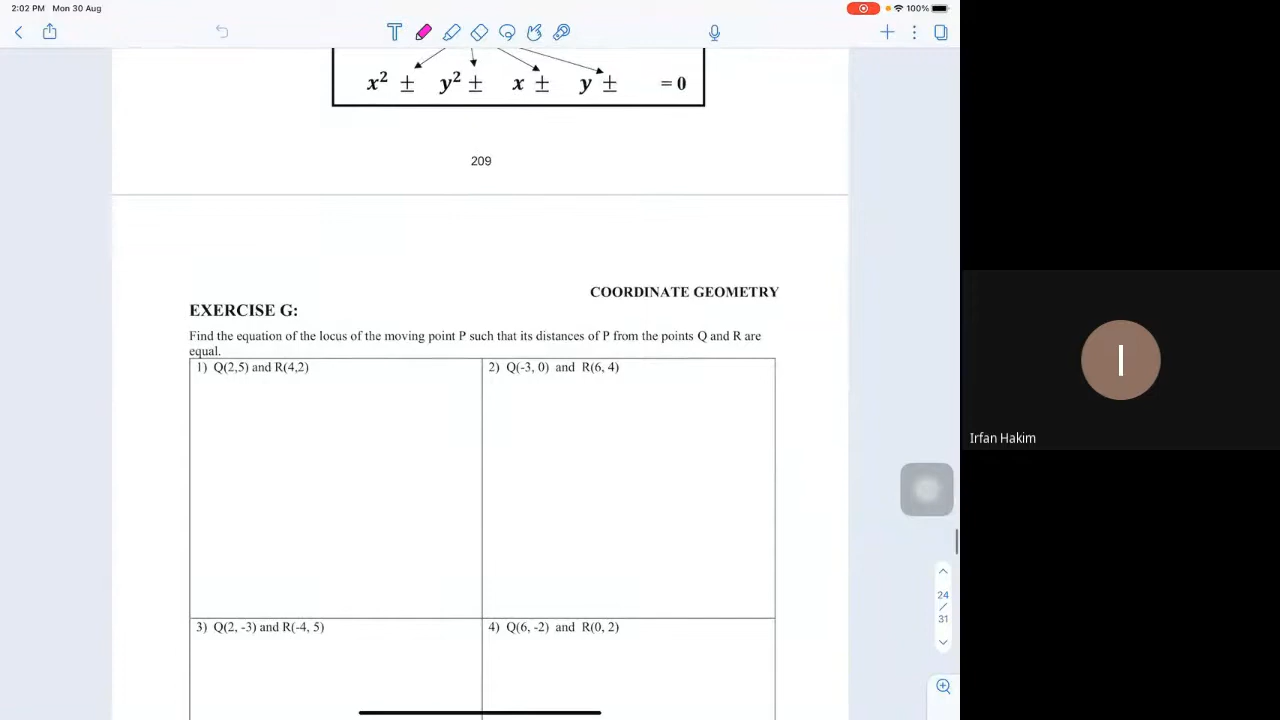 2:02 PM Mon 30 Aug
100%
x² ± y² ± x ± y ± = 0
209
COORDINATE GEOMETRY
EXERCISE G:
Find the equation of the locus of the moving point P such that its distances of P from the points Q and R are
equal.
1) Q(2,5) and R(4,2)
2) Q(-3, 0) and R(6, 4)
3) Q(2, -3) and R(-4, 5)
4) Q(6, -2) and R(0, 2)
24
/
31
I
Irfan Hakim